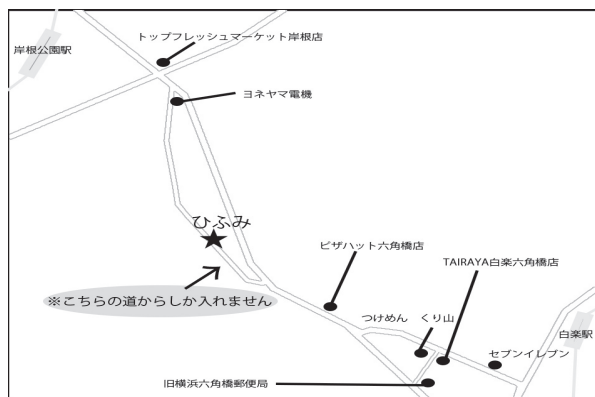 トップフレッシュマーケット岸根店
岸根公園駅
ヨネヤマ電機
ひふみ
ピザハット六角橋店
TAIRAYA白楽六角橋店
※こちらの道からしか入れません
つけめん くり山
白楽駅
セブンイレブン
旧横浜六角橋郵便局